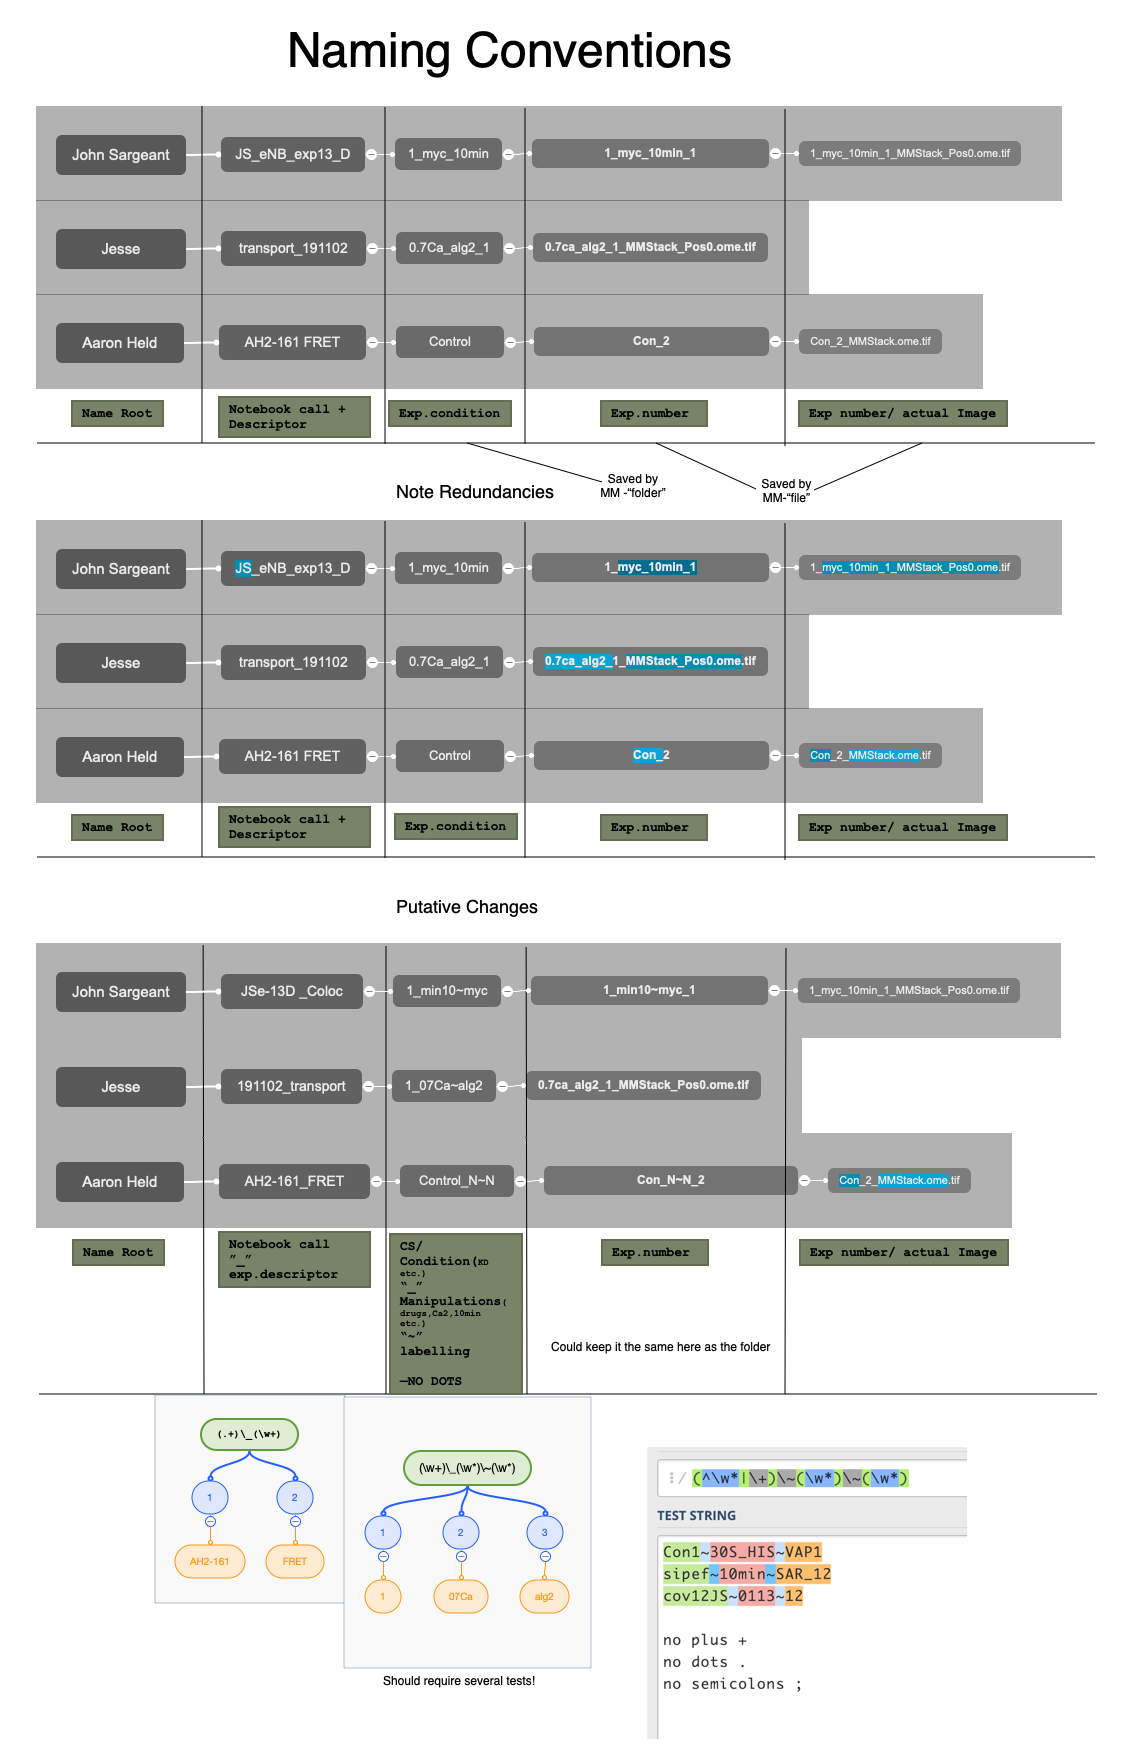 Naming Conventions
John Sargeant
JS_eNB_exp13_D
1_myc_10min
1_myc_10min_1
1_myc_10min_1_MMStack_Pos0.ome.tif
Jesse
transport_191102
0.7Ca_alg2_1
0.7ca_alg2_1_MMStack_Pos0.ome.tif
Aaron Held
AH2-161 FRET
Control
Con_2
Con_2_MMStack.ome.tif
Name Root
Notebook call +
Descriptor
Exp.condition
Exp.number
Exp number/ actual Image
Saved by
MM -“folder”
Saved by
MM-“file”
Note Redundancies
John Sargeant
JS_eNB_exp13_D
1_myc_10min
1_myc_10min_1
1_myc_10min_1_MMStack_Pos0.ome.tif
Jesse
transport_191102
0.7Ca_alg2_1
0.7ca_alg2_1_MMStack_Pos0.ome.tif
Aaron Held
AH2-161 FRET
Control
Con_2
Con_2_MMStack.ome.tif
Name Root
Notebook call +
Descriptor
Exp.condition
Exp.number
Exp number/ actual Image
Putative Changes
John Sargeant
JSe-13D _Coloc
1_min10~myc
1_min10~myc_1
1_myc_10min_1_MMStack_Pos0.ome.tif
Jesse
191102_transport
1_07Ca~alg2
0.7ca_alg2_1_MMStack_Pos0.ome.tif
Aaron Held
AH2-161_FRET
Control_N~N
Con_N~N_2
Con_2_MMStack.ome.tif
Name Root
Notebook call
”_”
exp.descriptor
CS/
Condition(KD
etc.)
“_”
Manipulations(
drugs,Ca2,10min
etc.)
“~”
labelling
—NO DOTS
Exp.number
Exp number/ actual Image
Could keep it the same here as the folder
(.+)\_(\w+)
1
2
AH2-161
FRET
(\w+)\_(\w*)\~(\w*)
1
2
3
1
07Ca
alg2
Should require several tests!
/ (^\w*|\+)\~(\w*)\~(\w*)
TEST STRING
Con1~30S_HIS~VAP1
sipef~10min~SAR_12
cov12JS~0113~12
no plus +
no dots .
no semicolons ;